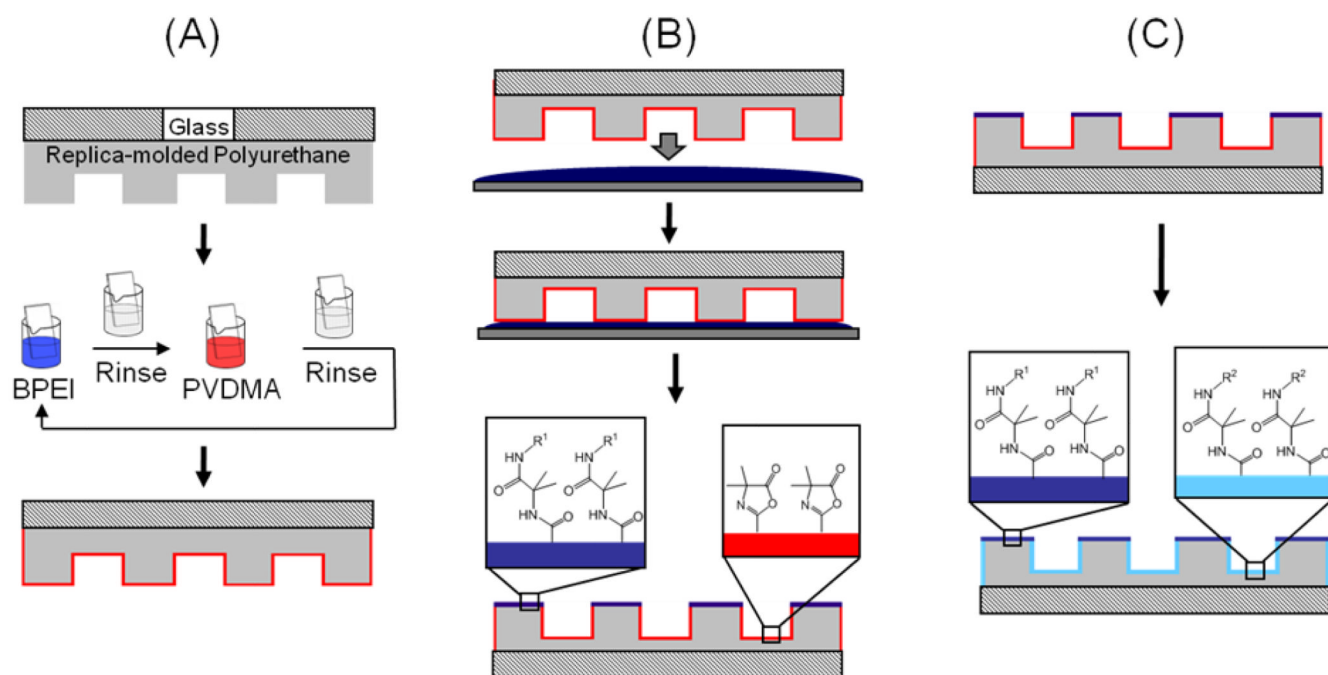 (A)
Glass
Replica-molded Polyurethane
Rinse
Rinse
BPEI
PVDMA
(B)
R¹
R¹
HN
HN
O
O
HN
O
HN
O
O
O
N
O
N
O
(C)
R¹
R¹
HN
HN
O
O
HN
O
HN
O
R²
R²
HN
HN
O
O
HN
O
HN
O